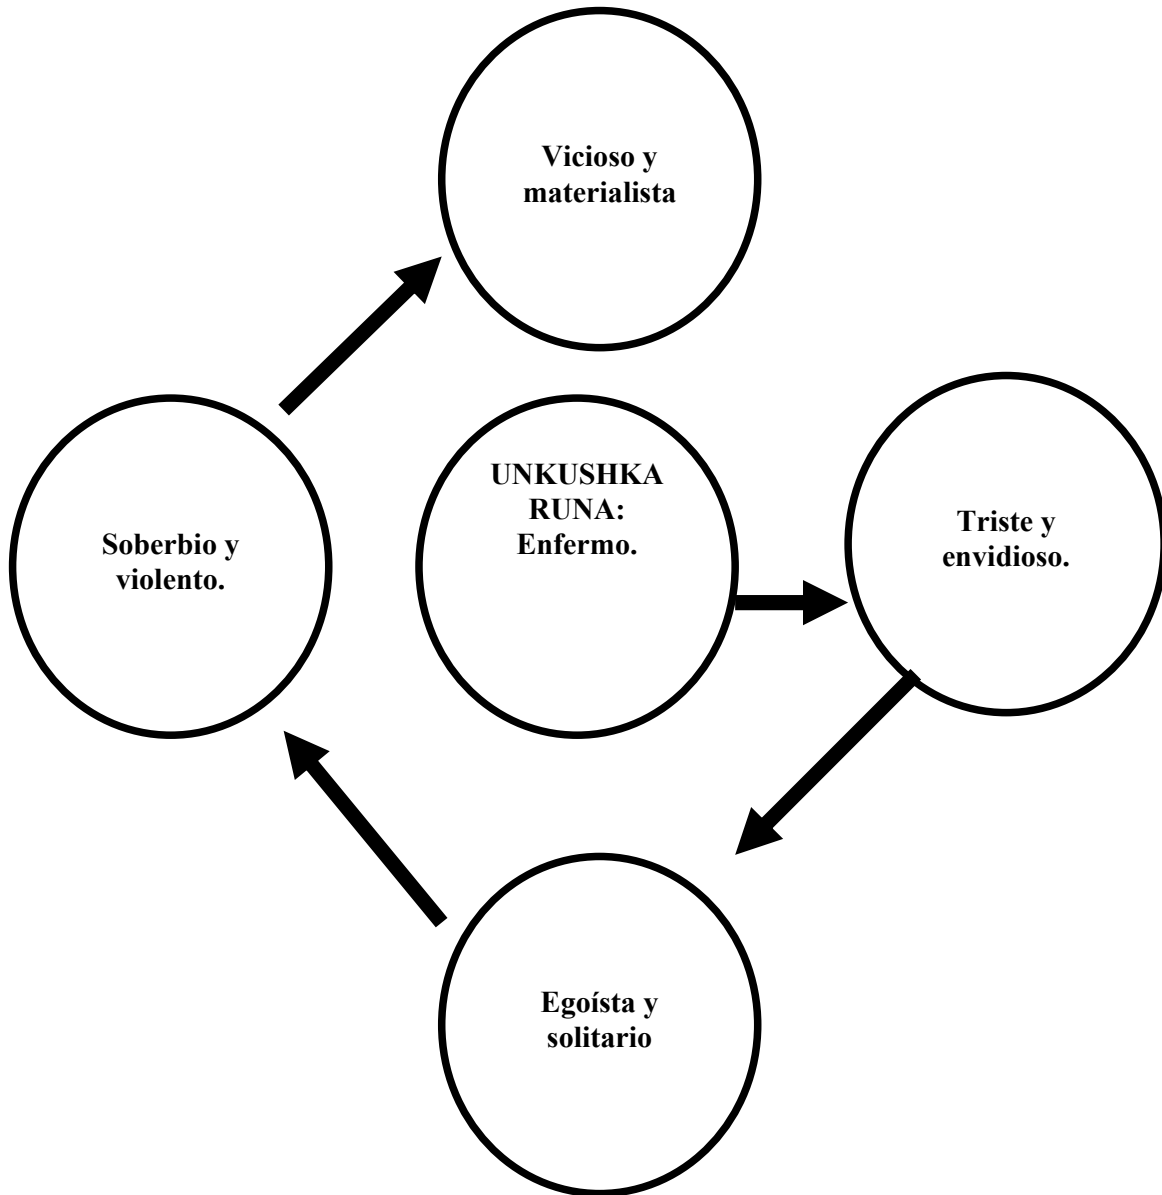 Vicioso y
materialista
UNKUSHKA
RUNA:
Enfermo.
Triste y
envidioso.
Soberbio y
violento.
Egoísta y
solitario